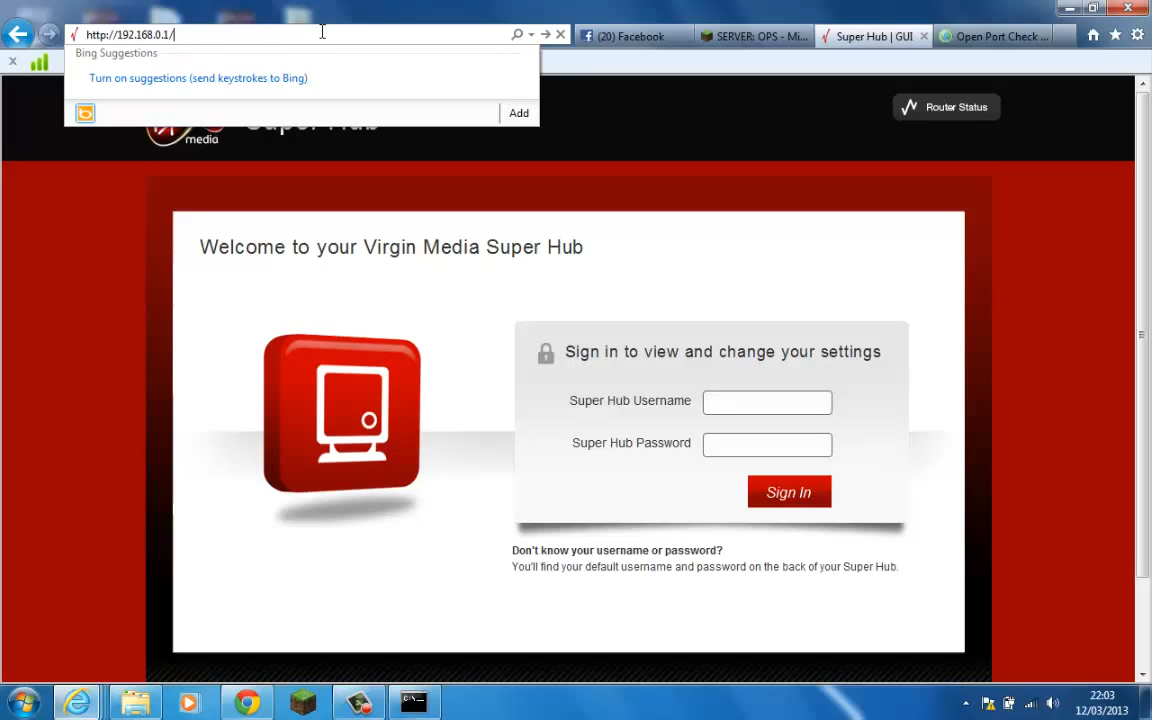 http://192.168.0.1/
(20) Facebook
SERVER: OPS - Mi...
Super Hub | GUI
Open Port Check ...
Bing Suggestions
Turn on suggestions (send keystrokes to Bing)
Add
media
Super Hub
Router Status
Welcome to your Virgin Media Super Hub
Sign in to view and change your settings
Super Hub Username
Super Hub Password
Sign In
Don't know your username or password?
You'll find your default username and password on the back of your Super Hub.
C:\.
22:03
12/03/2013